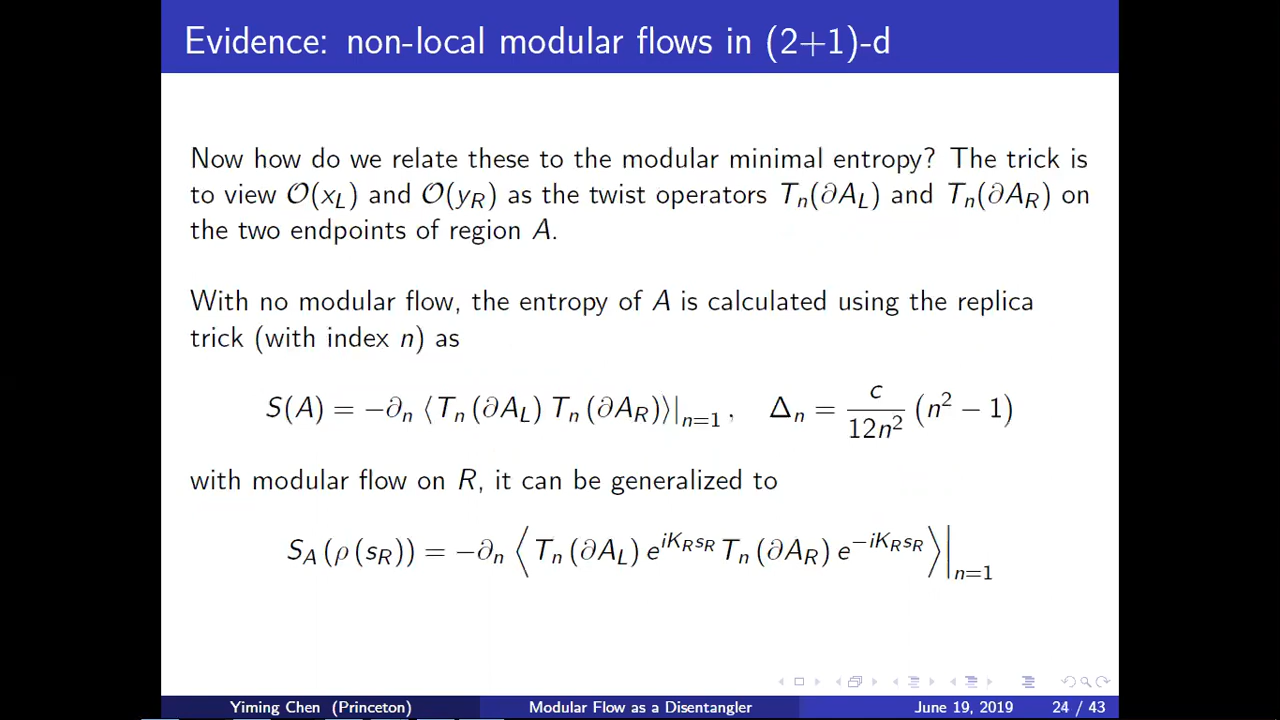 Evidence: non-local modular flows in (2+1)-d
Now how do we relate these to the modular minimal entropy? The trick is
to view 𝒪(x_L) and 𝒪(y_R) as the twist operators T_n(∂A_L) and T_n(∂A_R) on
the two endpoints of region A.
With no modular flow, the entropy of A is calculated using the replica
trick (with index n) as
S(A) = −∂_n ⟨T_n (∂A_L) T_n (∂A_R)⟩|_{n=1} , Δ_n = \frac{c}{12n^2} (n^2 − 1)
with modular flow on R, it can be generalized to
S_A (ρ (s_R)) = −∂_n ⟨T_n (∂A_L) e^{iK_R s_R} T_n (∂A_R) e^{−iK_R s_R}⟩|_{n=1}
Yiming Chen (Princeton) Modular Flow as a Disentangler June 19, 2019 24 / 43